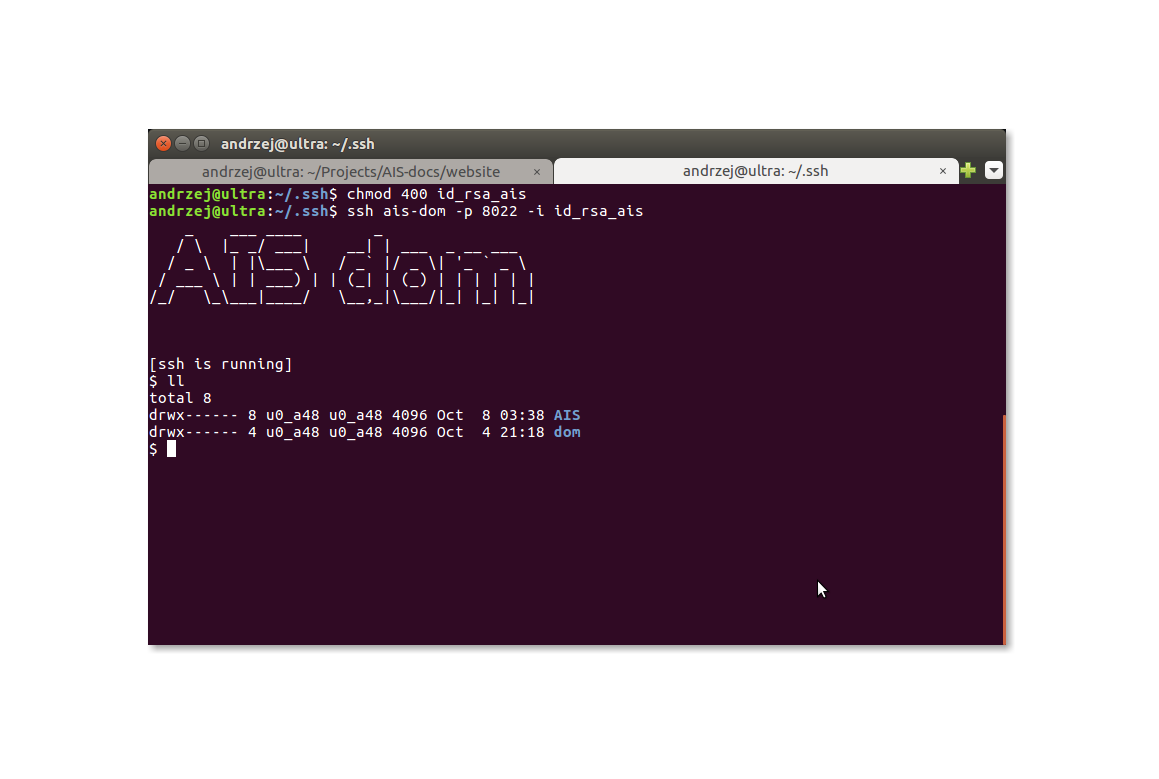 andrzej@ultra: ~/.ssh
andrzej@ultra: ~/Projects/AIS-docs/website × andrzej@ultra: ~/.ssh ×
andrzej@ultra:~/.ssh$ chmod 400 id_rsa_ais
andrzej@ultra:~/.ssh$ ssh ais-dom -p 8022 -i id_rsa_ais
AIS dom
[ssh is running]
$ ll
total 8
drwx------ 8 u0_a48 u0_a48 4096 Oct  8 03:38 AIS
drwx------ 4 u0_a48 u0_a48 4096 Oct  4 21:18 dom
$